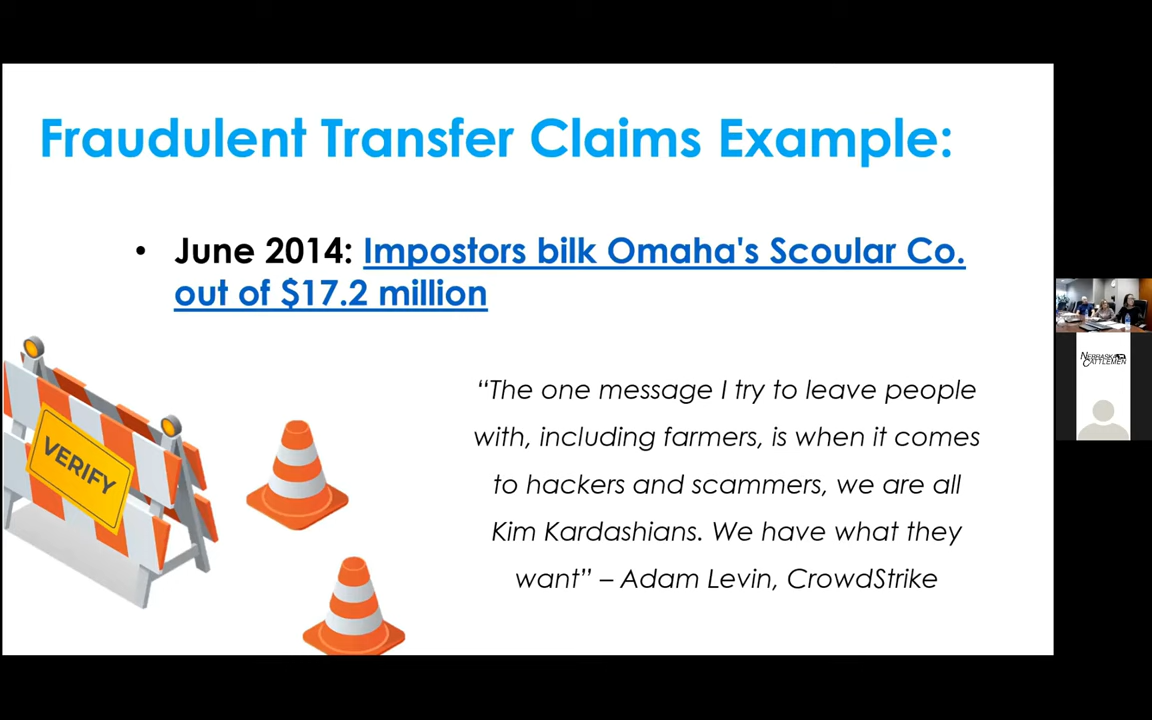 Fraudulent Transfer Claims Example:
• June 2014: Impostors bilk Omaha's Scoular Co.
out of $17.2 million
“The one message I try to leave people
with, including farmers, is when it comes
to hackers and scammers, we are all
Kim Kardashians. We have what they
want” – Adam Levin, CrowdStrike
VERIFY
NEBRASKA
CATTLEMEN